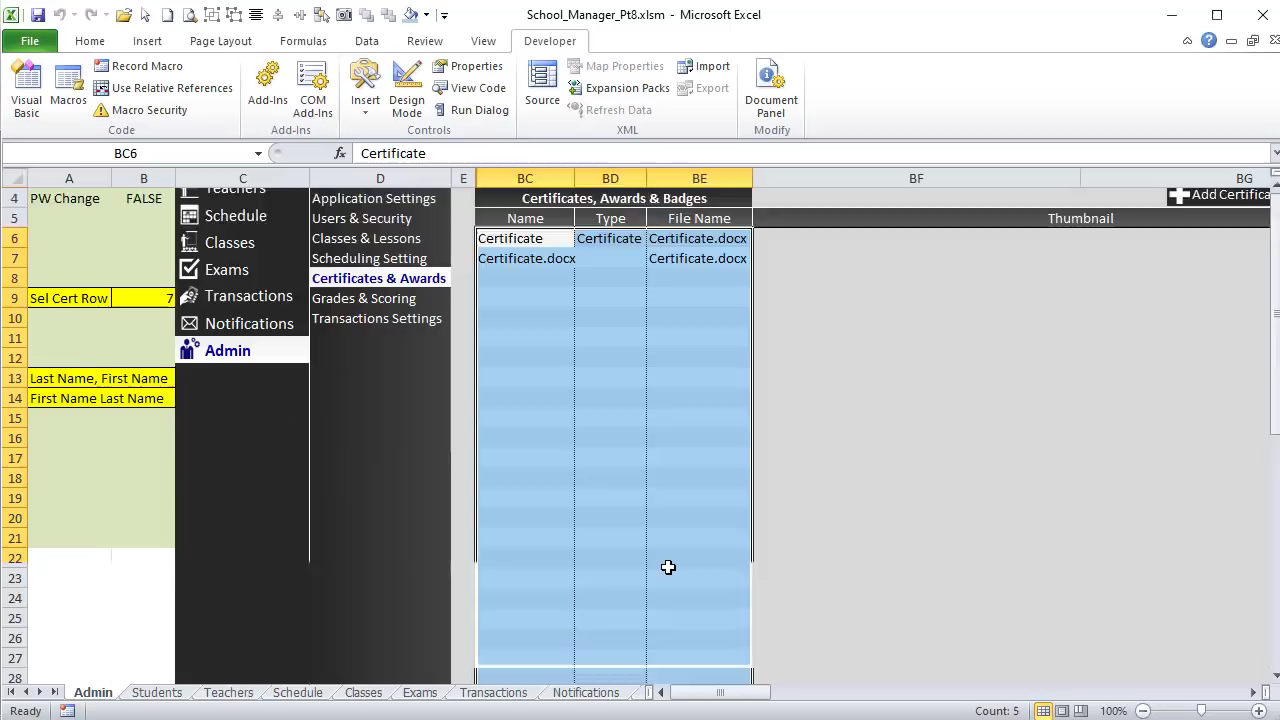 School_Manager_Pt8.xlsm - Microsoft Excel
File Home Insert Page Layout Formulas Data Review View Developer
Visual Basic
Macros
Record Macro
Use Relative References
Macro Security
Code
Add-Ins
COM Add-Ins
Add-Ins
Insert
Design Mode
Properties
View Code
Run Dialog
Controls
Source
Map Properties
Expansion Packs
Refresh Data
Import
Export
XML
Document Panel
Modify
BC6 fx Certificate
A B C D E BC BD BE BF BG
4 PW Change FALSE Teachers Application Settings Certificates, Awards & Badges Add Certifica
5 Schedule Users & Security Name Type File Name Thumbnail
6 Classes Classes & Lessons Certificate Certificate Certificate.docx
7 Scheduling Setting Certificate.docx Certificate.docx
8 Exams Certificates & Awards
9 Sel Cert Row 7 Transactions Grades & Scoring
10 Notifications Transactions Settings
11 Admin
12
13 Last Name, First Name
14 First Name Last Name
15
16
17
18
19
20
21
22
23
24
25
26
27
28
Admin Students Teachers Schedule Classes Exams Transactions Notifications
Ready Count: 5 100%